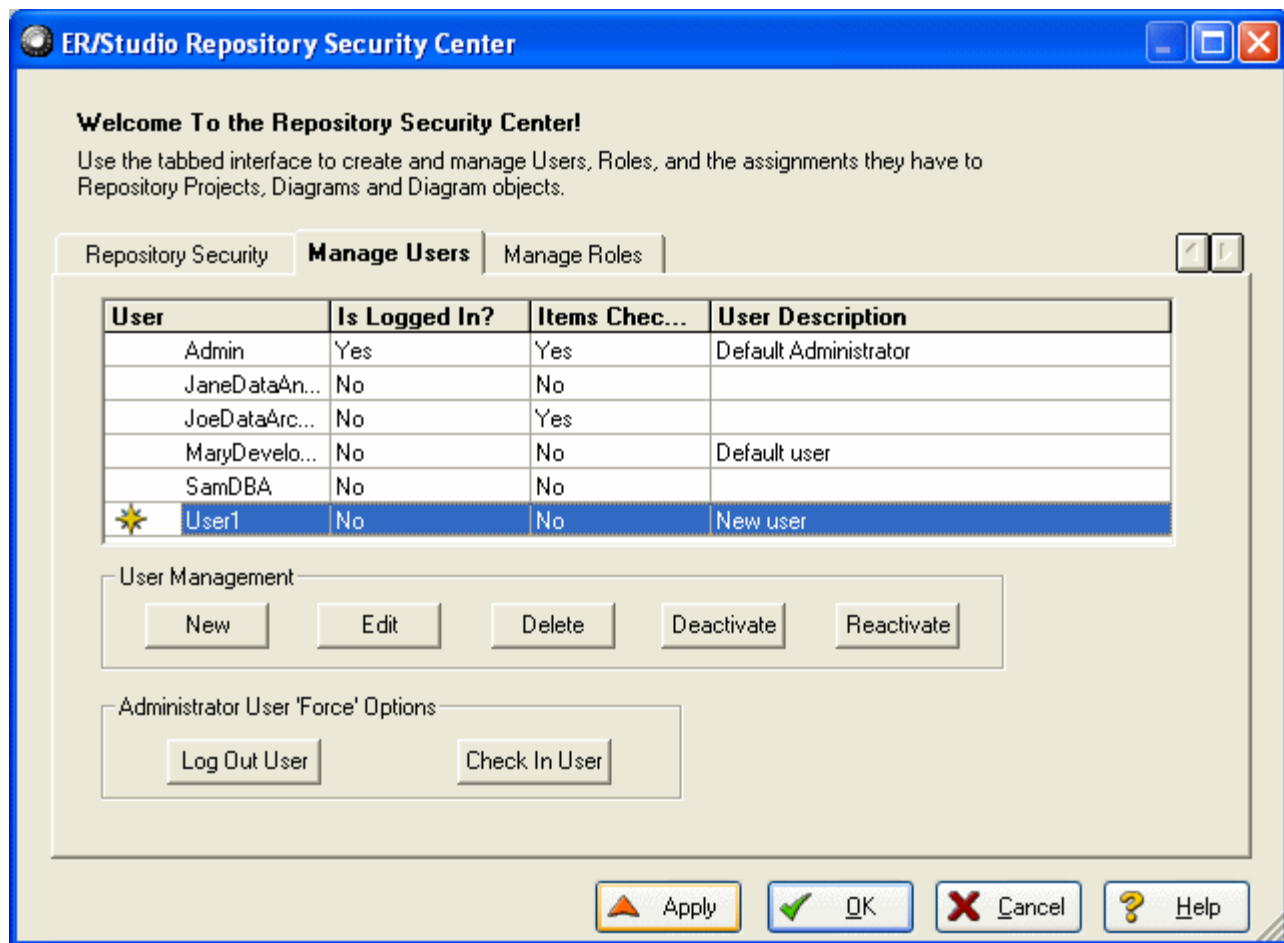 ER/Studio Repository Security Center
Welcome To the Repository Security Center!
Use the tabbed interface to create and manage Users, Roles, and the assignments they have to
Repository Projects, Diagrams and Diagram objects.
Repository Security Manage Users Manage Roles
User Is Logged In? Items Chec... User Description
Admin Yes Yes Default Administrator
JaneDataAn... No No
JoeDataArc... No Yes
MaryDevelo... No No Default user
SamDBA No No
User1 No No New user
User Management
New Edit Delete Deactivate Reactivate
Administrator User 'Force' Options
Log Out User Check In User
Apply OK Cancel Help